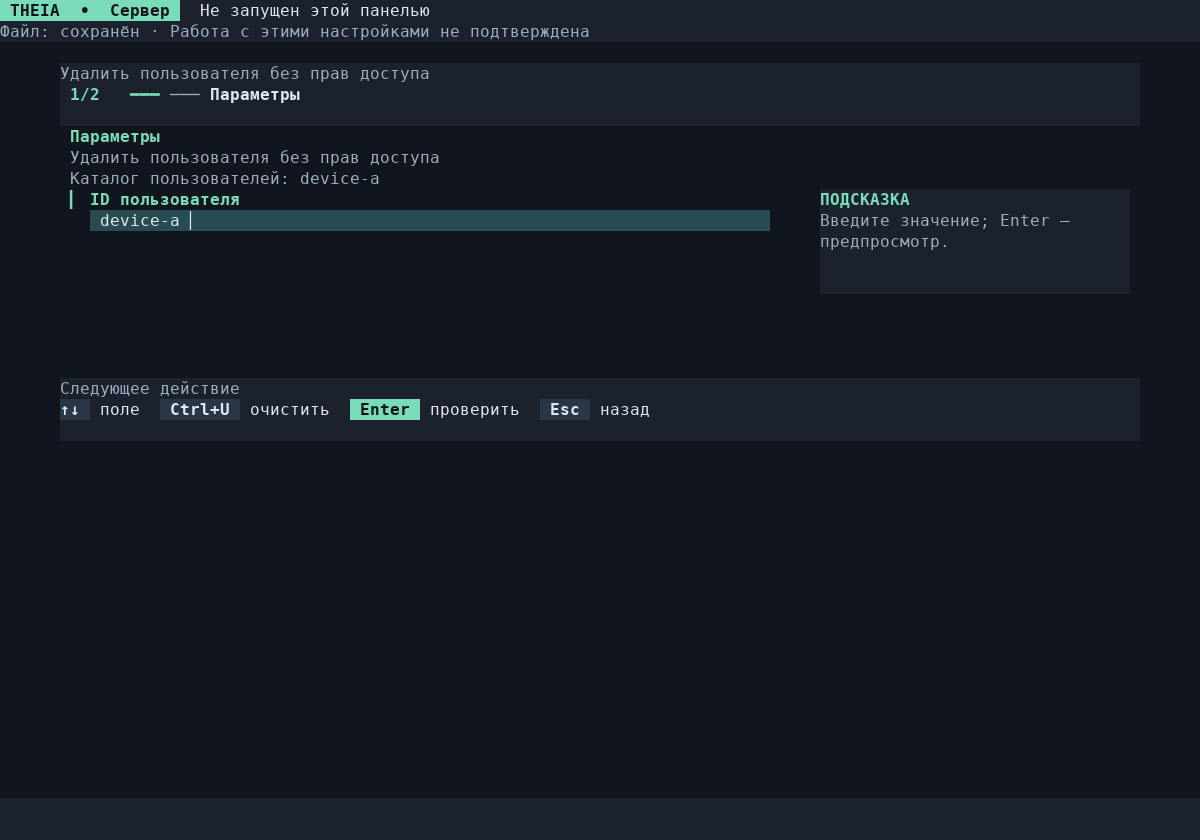 THEIA • Сервер Не запущен этой панелью
Файл: сохранён · Работа с этими настройками не подтверждена
Удалить пользователя без прав доступа
1/2 ━━━ ─── Параметры
Параметры
Удалить пользователя без прав доступа
Каталог пользователей: device-a
ID пользователя
device-a
ПОДСКАЗКА
Введите значение; Enter —
предпросмотр.
Следующее действие
↑↓ поле Ctrl+U очистить Enter проверить Esc назад